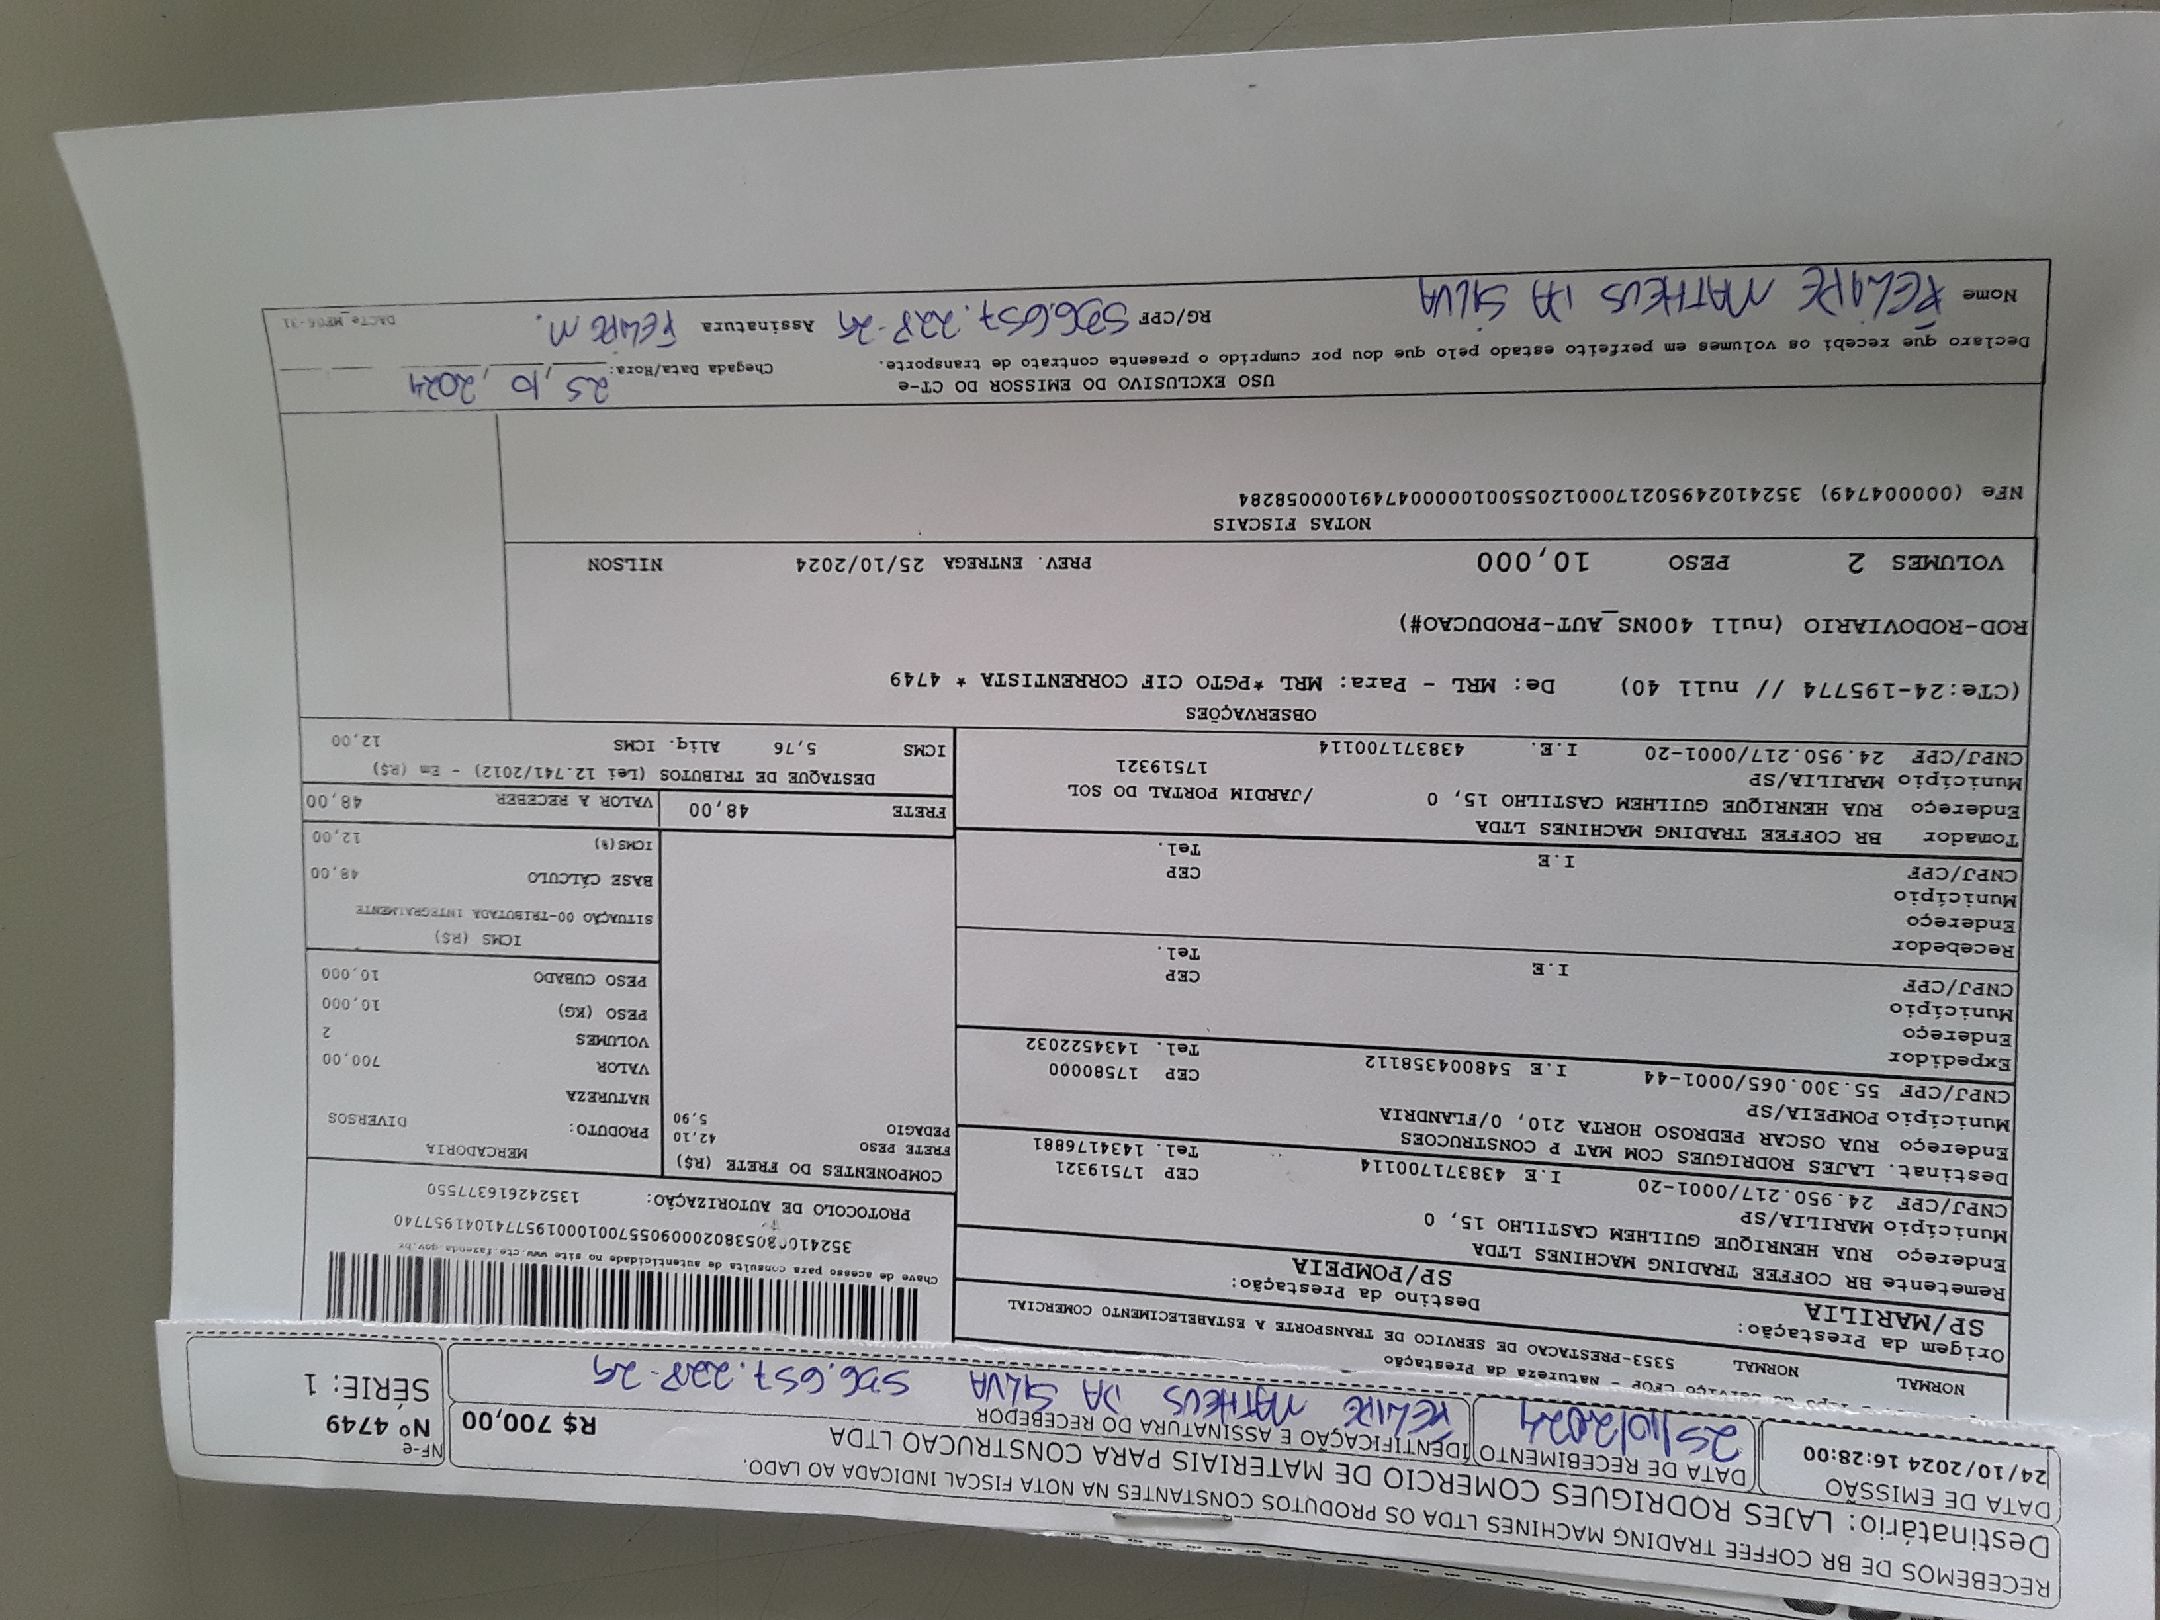 RECEBEMOS DE BR COFFEE TRADING MACHINES LTDA OS PRODUTOS CONSTANTES NA NOTA FISCAL INDICADA AO LADO.
Destinatário: LAJES RODRIGUES COMERCIO DE MATERIAIS PARA CONSTRUCAO LTDA
R$ 700,00
NF-e
Nº 4749
SÉRIE: 1
DATA DE EMISSÃO
24/10/2024 16:28:00
DATA DE RECEBIMENTO
25/10/2024
IDENTIFICAÇÃO E ASSINATURA DO RECEBEDOR
FELIPE MATHEUS DA SILVA 506.657.228-29
Serviço CFOP - Natureza da Prestação
NORMAL NORMAL 5353-PRESTACAO DE SERVICO DE TRANSPORTE A ESTABELECIMENTO COMERCIAL
Origem da Prestação: Destino da Prestação:
SP/MARILIA SP/POMPEIA
Remetente BR COFFEE TRADING MACHINES LTDA
Endereço RUA HENRIQUE GUILHEM CASTILHO 15, 0
Município MARILIA/SP CEP 17519321
CNPJ/CPF 24.950.217/0001-20 I.E 438371700114 Tel. 1434176881
Destinat. LAJES RODRIGUES COM MAT P CONSTRUCOES
Endereço RUA OSCAR PEDROSO HORTA 210, 0/FLANDRIA
Município POMPEIA/SP CEP 17580000
CNPJ/CPF 55.300.065/0001-44 I.E 548004358112 Tel. 1434522032
Expedidor
Endereço
Município CEP
CNPJ/CPF I.E Tel.
Recebedor
Endereço
Município CEP
CNPJ/CPF I.E Tel.
Tomador BR COFFEE TRADING MACHINES LTDA
Endereço RUA HENRIQUE GUILHEM CASTILHO 15, 0 /JARDIM PORTAL DO SOL
Município MARILIA/SP 17519321
CNPJ/CPF 24.950.217/0001-20 I.E. 438371700114
Chave de acesso para consulta de autenticidade no site www.cte.fazenda.gov.br
PROTOCOLO DE AUTORIZAÇÃO: 135242616377550
COMPONENTES DO FRETE (R$)
FRETE PESO 42,10
PEDAGIO 5,90
MERCADORIA
PRODUTO: DIVERSOS
NATUREZA
VALOR 700,00
VOLUMES 2
PESO (KG) 10,000
PESO CUBADO 10,000
ICMS (R$)
SITUAÇÃO 00-TRIBUTADA INTEGRALMENTE
BASE CÁLCULO 48,00
ICMS(%) 12,00
FRETE 48,00 VALOR A RECEBER 48,00
DESTAQUE DE TRIBUTOS (Lei 12.741/2012) - Em (R$)
ICMS 5,76 Aliq. ICMS 12,00
OBSERVAÇÕES
(CTe:24-195774 // null 40) De: MRL - Para: MRL *PGTO CIF CORRENTISTA * 4749
ROD-RODOVIARIO (null 400NS_AUT-PRODUCAO#)
VOLUMES 2 PESO 10,000 PREV. ENTREGA 25/10/2024 NILSON
NOTAS FISCAIS
NFe (000004749) 35241024950217000120550010000047491000058284
USO EXCLUSIVO DO EMISSOR DO CT-e
Declaro que recebi os volumes em perfeito estado pelo que dou por cumprido o presente contrato de transporte.
Chegada Data/Hora: 25, 10, 2024
Nome FELIPE MATHEUS DA SILVA RG/CPF 506.657.228-29 Assinatura FELIPE M.
DACTe_MP06-31